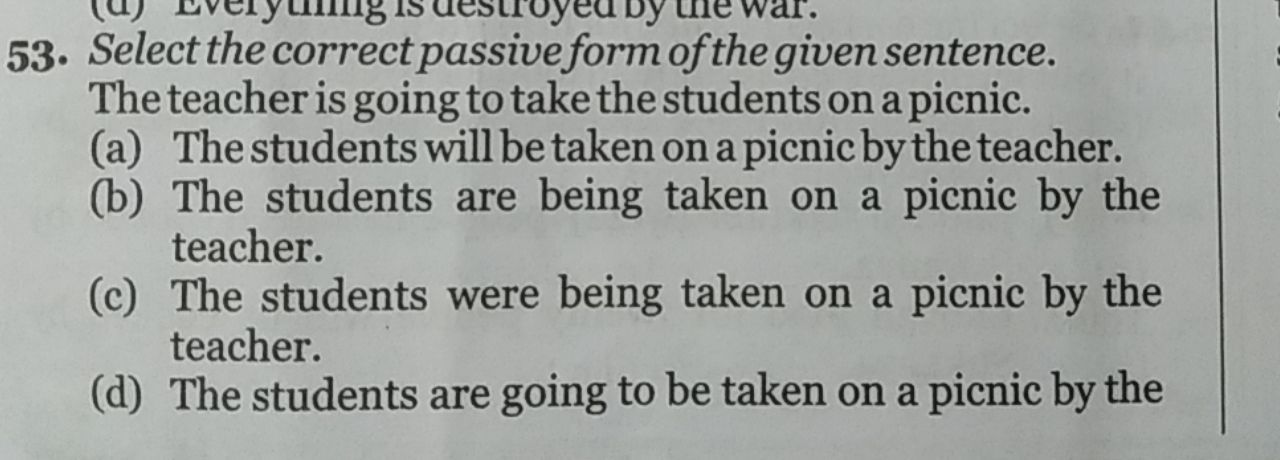 (d) Everything is destroyed by the war.
53. Select the correct passive form of the given sentence.
The teacher is going to take the students on a picnic.
(a) The students will be taken on a picnic by the teacher.
(b) The students are being taken on a picnic by the
teacher.
(c) The students were being taken on a picnic by the
teacher.
(d) The students are going to be taken on a picnic by the